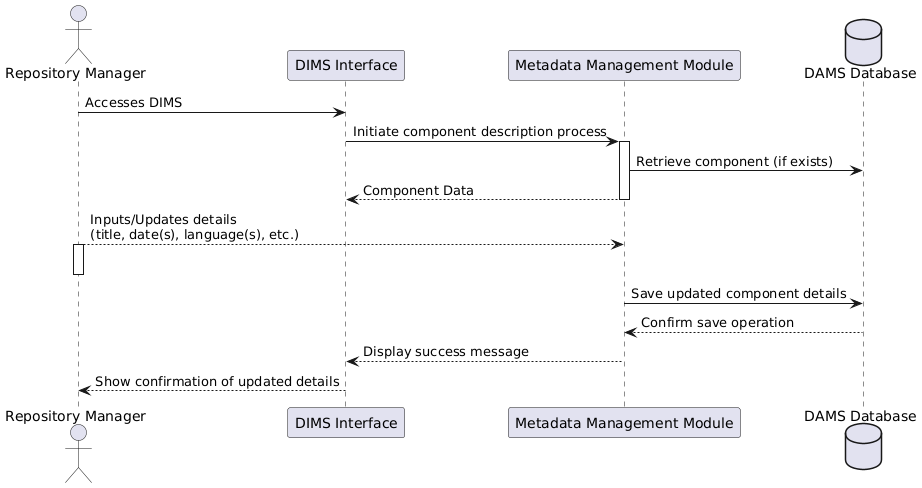 Repository Manager
DIMS Interface
Metadata Management Module
DAMS Database
Accesses DIMS
Initiate component description process
Retrieve component (if exists)
Component Data
Inputs/Updates details
(title, date(s), language(s), etc.)
Save updated component details
Confirm save operation
Display success message
Show confirmation of updated details
Repository Manager
DIMS Interface
Metadata Management Module
DAMS Database